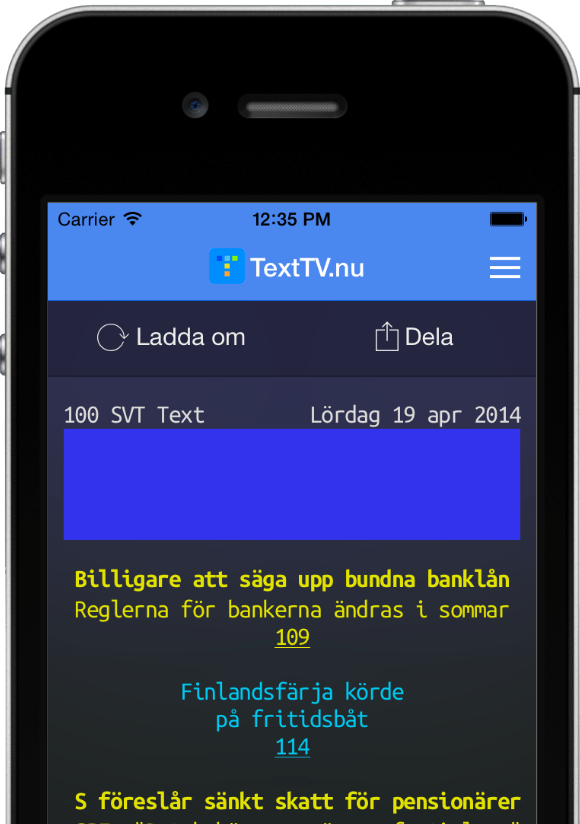 Carrier 12:35 PM
TextTV.nu
Ladda om Dela
100 SVT Text Lördag 19 apr 2014
Billigare att säga upp bundna banklån
Reglerna för bankerna ändras i sommar
109
Finlandsfärja körde
på fritidsbåt
114
S föreslår sänkt skatt för pensionärer